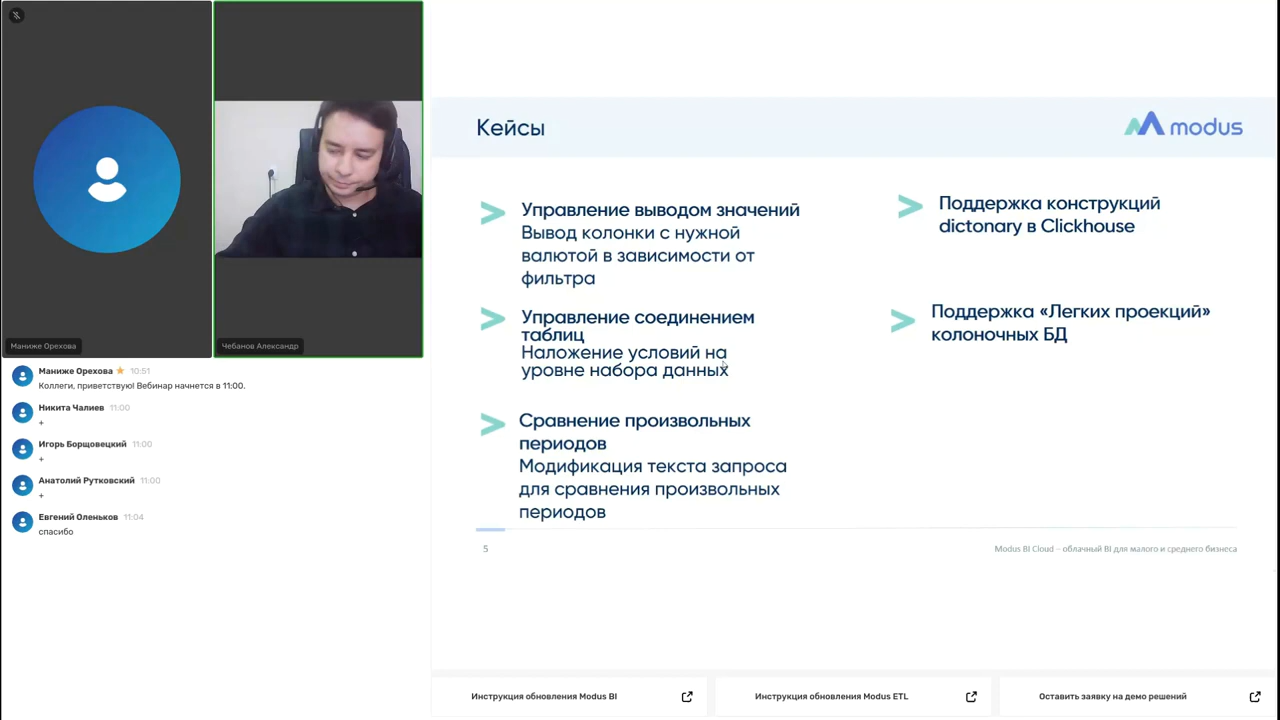 Маниже Орехова
Чебанов Александр
Маниже Орехова 10:51
Коллеги, приветствую! Вебинар начнется в 11:00.
Никита Чалиев 11:00
+
Игорь Борщовецкий 11:00
+
Анатолий Рутковский 11:00
+
Евгений Оленьков 11:04
спасибо
Кейсы
modus
Управление выводом значений
Вывод колонки с нужной
валютой в зависимости от
фильтра
Управление соединением
таблиц
Наложение условий на
уровне набора данных
Сравнение произвольных
периодов
Модификация текста запроса
для сравнения произвольных
периодов
Поддержка конструкций
dictonary в Clickhouse
Поддержка «Легких проекций»
колоночных БД
5
Modus BI Cloud – облачный BI для малого и среднего бизнеса
Инструкция обновления Modus BI
Инструкция обновления Modus ETL
Оставить заявку на демо решений